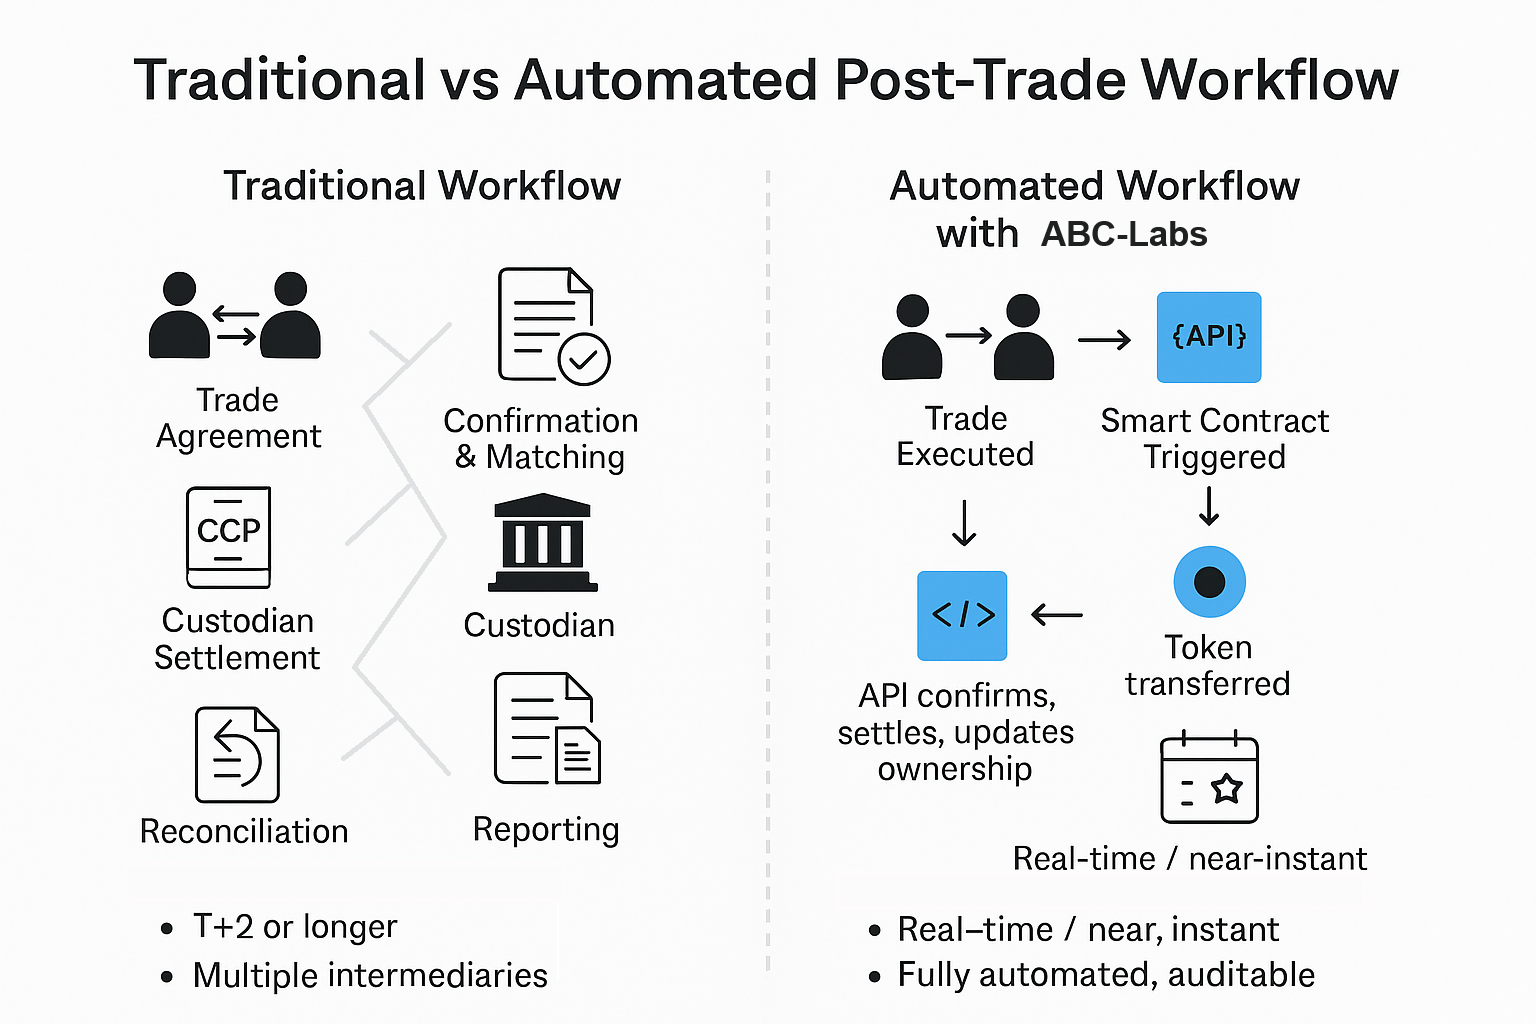 Traditional vs Automated Post-Trade Workflow
Traditional Workflow
Trade
Agreement
Confirmation
& Matching
CCP
Custodian
Settlement
Custodian
Reconciliation
Reporting
• T+2 or longer
• Multiple intermediaries
Automated Workflow
with ABC-Labs
Trade
Executed
{API}
Smart Contract
Triggered
</>
API confirms,
settles, updates
ownership
Token
transferred
Real-time / near-instant
• Real–time / near, instant
• Fully automated, auditable